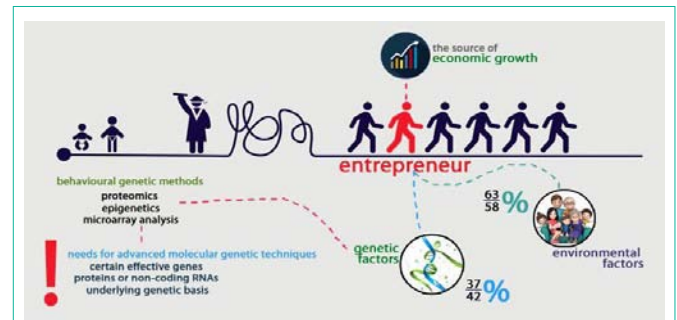 the source of
economic growth
entrepreneur
behavioural genetic methods
proteomics
epigenetics
microarray analysis
needs for advanced molecular genetic techniques
certain effective genes
proteins or non-coding RNAs
underlying genetic basis
!
genetic
factors
37
42 %
63
58 %
environmental
factors